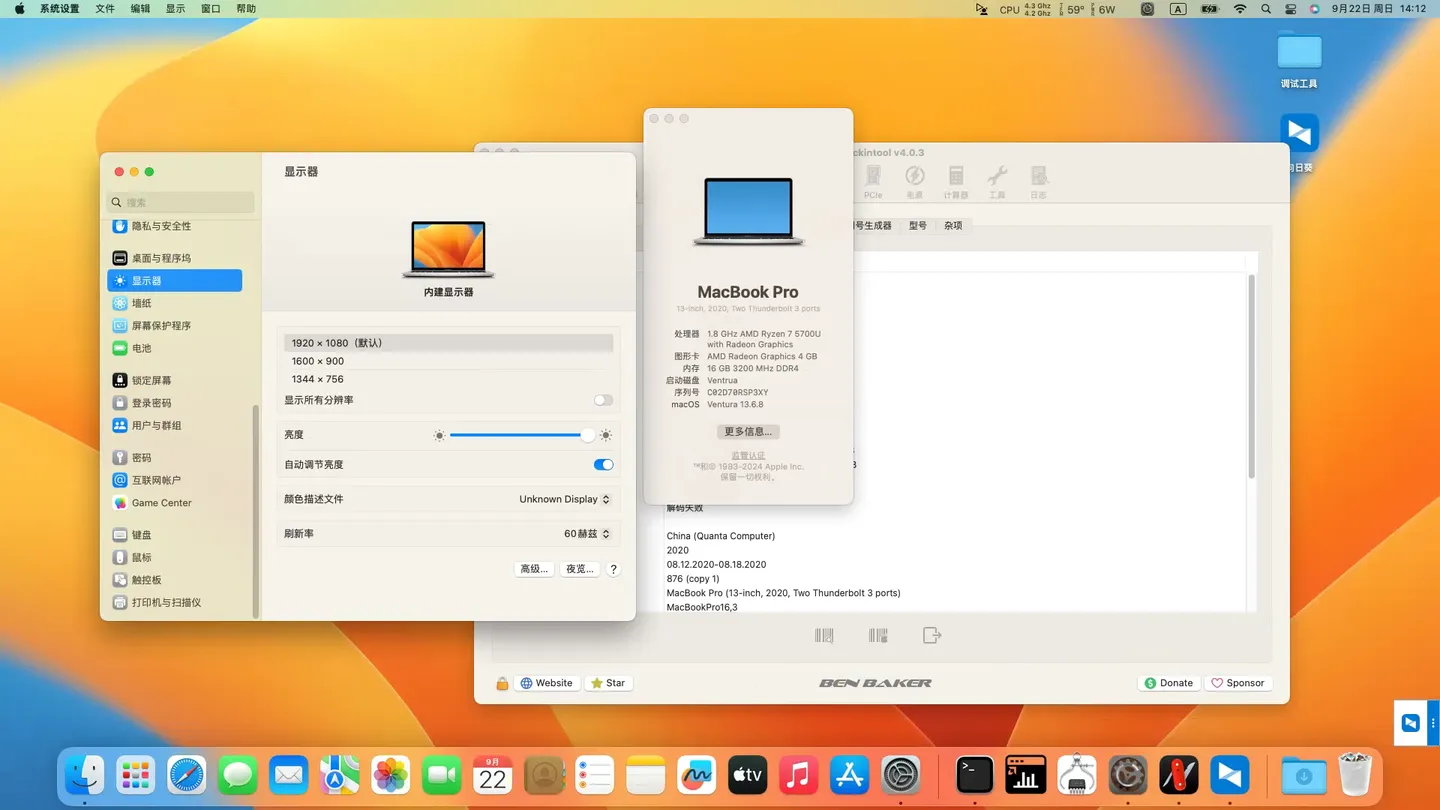 系统设置 文件 编辑 显示 窗口 帮助
CPU 4.3 Ghz 4.2 Ghz 59° 6W A 9月22日 周日 14:12
调试工具
向日葵
ckintool v4.0.3
PCIe 电源 计算器 工具 日志
号生成器 型号 杂项
解码失败
China (Quanta Computer)
2020
08.12.2020-08.18.2020
876 (copy 1)
MacBook Pro (13-inch, 2020, Two Thunderbolt 3 ports)
MacBookPro16,3
Website Star BEN BAKER Donate Sponsor
MacBook Pro
13-inch, 2020, Two Thunderbolt 3 ports
处理器 1.8 GHz AMD Ryzen 7 5700U
with Radeon Graphics
图形卡 AMD Radeon Graphics 4 GB
内存 16 GB 3200 MHz DDR4
启动磁盘 Ventrua
序列号 C02D70RSP3XY
macOS Ventura 13.6.8
更多信息...
监管认证
™和© 1983-2024 Apple Inc.
保留一切权利。
搜索
隐私与安全性
桌面与程序坞
显示器
墙纸
屏幕保护程序
电池
锁定屏幕
登录密码
用户与群组
密码
互联网帐户
Game Center
键盘
鼠标
触控板
打印机与扫描仪
显示器
内建显示器
1920 × 1080（默认）
1600 × 900
1344 × 756
显示所有分辨率
亮度
自动调节亮度
颜色描述文件 Unknown Display
刷新率 60赫兹
高级... 夜览... ?
9月
22
tv